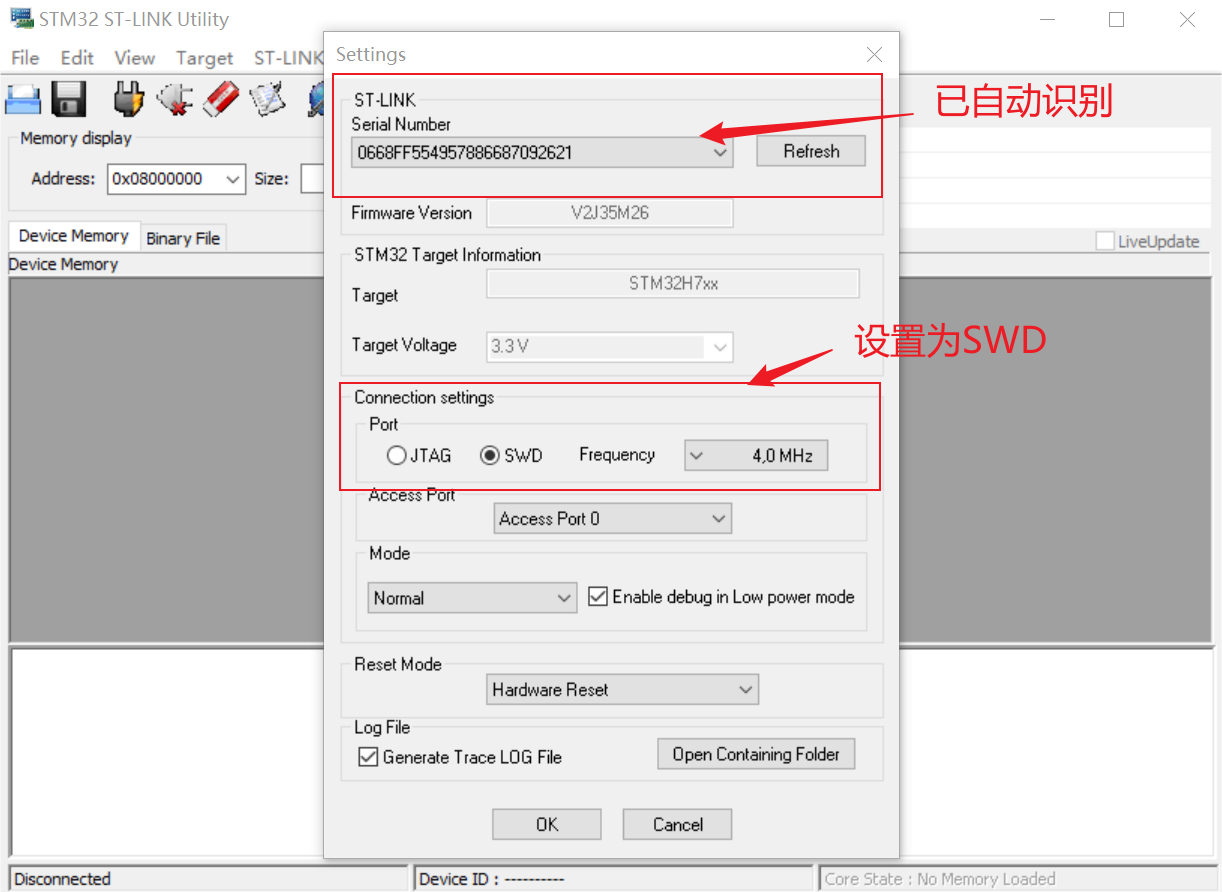 STM32 ST-LINK Utility
File Edit View Target ST-LINK
Settings
Memory display
Address: 0x08000000 Size:
Device Memory Binary File
LiveUpdate
Device Memory
ST-LINK
Serial Number
0668FF554957886687092621 Refresh
已自动识别
Firmware Version V2J35M26
STM32 Target Information
Target STM32H7xx
Target Voltage 3.3 V
设置为SWD
Connection settings
Port
JTAG SWD Frequency 4,0 MHz
Access Port
Access Port 0
Mode
Normal Enable debug in Low power mode
Reset Mode
Hardware Reset
Log File
Generate Trace LOG File Open Containing Folder
OK Cancel
Disconnected Device ID : ---------- Core State : No Memory Loaded